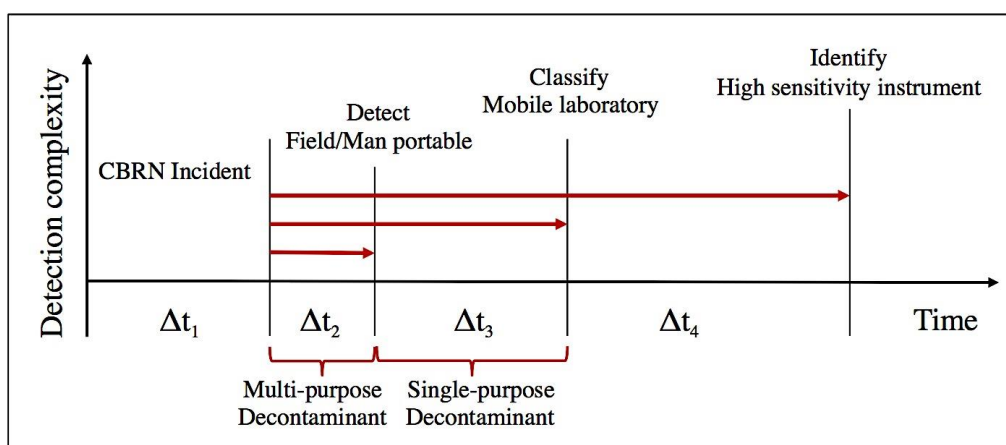 Identify
High sensitivity instrument
Classify
Mobile laboratory
Detect
Field/Man portable
CBRN Incident
Detection complexity
Δt1
Δt2
Δt3
Δt4
Time
Multi-purpose
Decontaminant
Single-purpose
Decontaminant